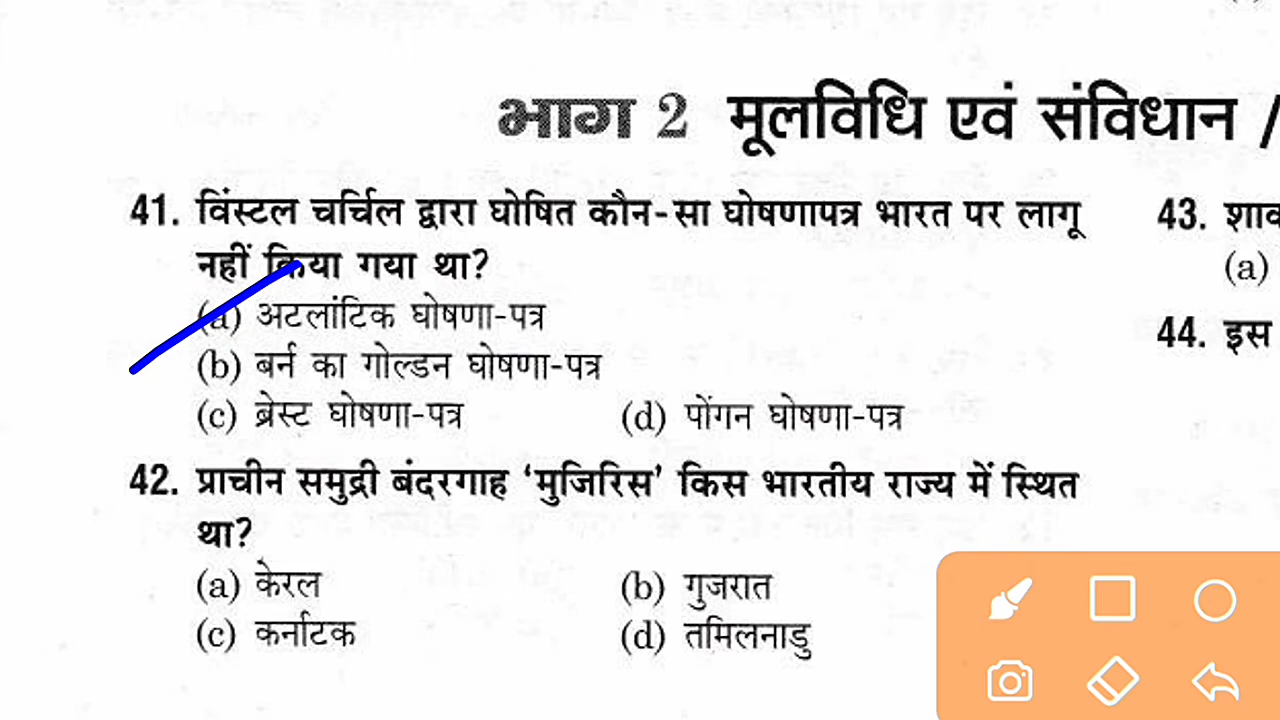 भाग 2 मूलविधि एवं संविधान /
41. विंस्टल चर्चिल द्वारा घोषित कौन-सा घोषणापत्र भारत पर लागू
नहीं किया गया था?
(a) अटलांटिक घोषणा-पत्र
(b) बर्न का गोल्डन घोषणा-पत्र
(c) ब्रेस्ट घोषणा-पत्र (d) पोंगन घोषणा-पत्र
42. प्राचीन समुद्री बंदरगाह ‘मुजिरिस’ किस भारतीय राज्य में स्थित
था?
(a) केरल (b) गुजरात
(c) कर्नाटक (d) तमिलनाडु
43.
(a)
44. इस